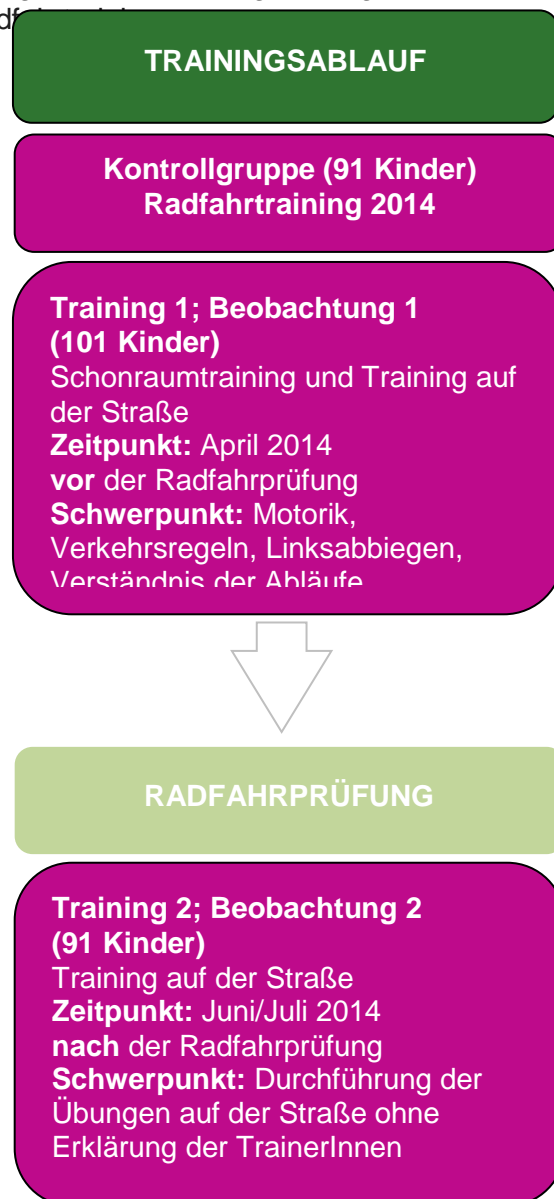 TRAININGSABLAUF
Kontrollgruppe (91 Kinder)
Radfahrtraining 2014
Training 1; Beobachtung 1
(101 Kinder)
Schonraumtraining und Training auf
der Straße
Zeitpunkt: April 2014
vor der Radfahrprüfung
Schwerpunkt: Motorik,
Verkehrsregeln, Linksabbiegen,
Verständnis der Abläufe
RADFAHRPRÜFUNG
Training 2; Beobachtung 2
(91 Kinder)
Training auf der Straße
Zeitpunkt: Juni/Juli 2014
nach der Radfahrprüfung
Schwerpunkt: Durchführung der
Übungen auf der Straße ohne
Erklärung der TrainerInnen